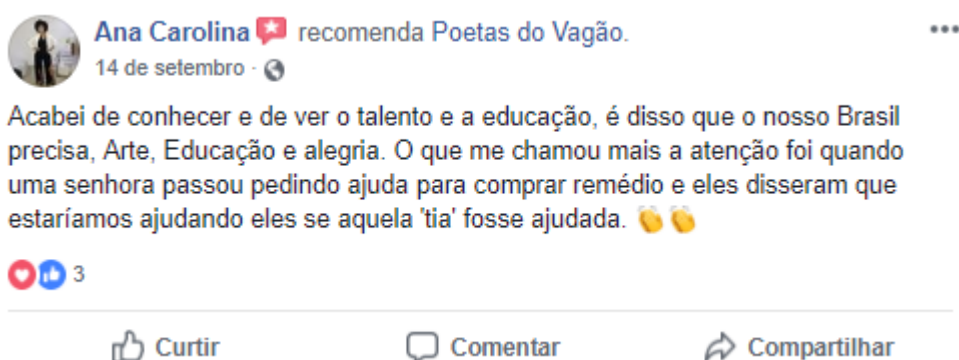 Ana Carolina recomenda Poetas do Vagão.
14 de setembro ·
Acabei de conhecer e de ver o talento e a educação, é disso que o nosso Brasil
precisa, Arte, Educação e alegria. O que me chamou mais a atenção foi quando
uma senhora passou pedindo ajuda para comprar remédio e eles disseram que
estaríamos ajudando eles se aquela 'tia' fosse ajudada. 👏👏
3
Curtir Comentar Compartilhar